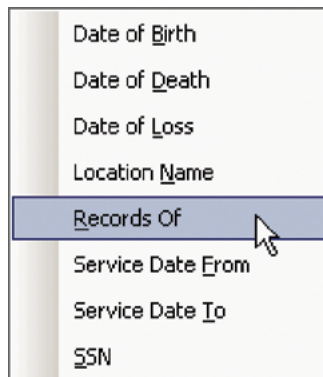 Date of Birth
Date of Death
Date of Loss
Location Name
Records Of
Service Date From
Service Date To
SSN